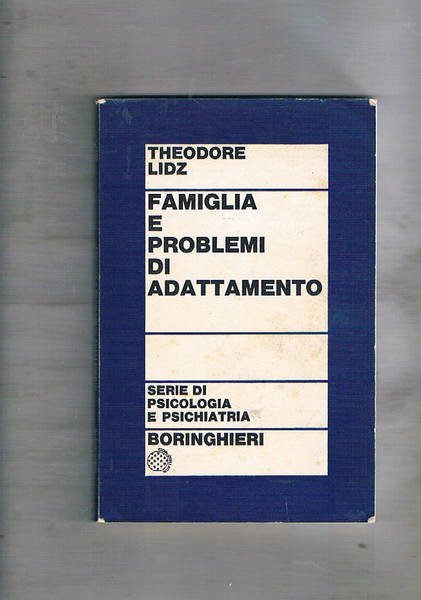 THEODORE
LIDZ
FAMIGLIA
E
PROBLEMI
DI
ADATTAMENTO
SERIE DI
PSICOLOGIA
E PSICHIATRIA
BORINGHIERI